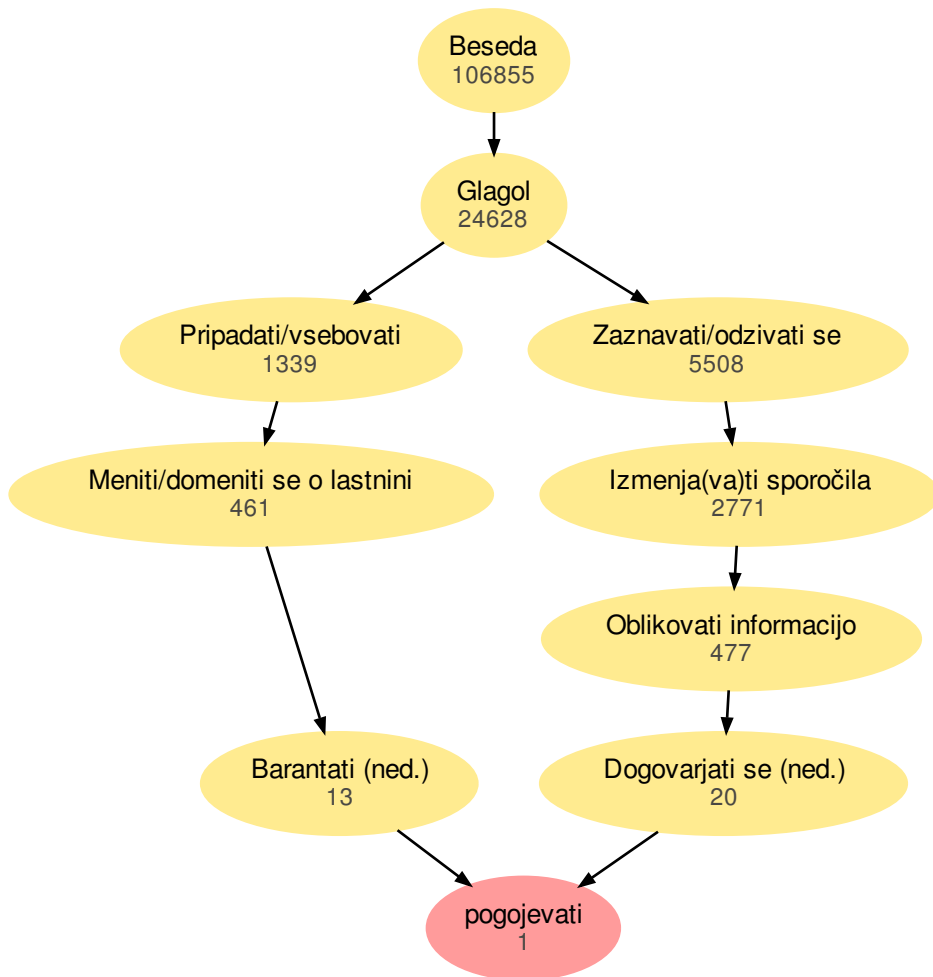 Beseda
106855
Glagol
24628
Pripadati/vsebovati
1339
Zaznavati/odzivati se
5508
Meniti/domeniti se o lastnini
461
Izmenja(va)ti sporočila
2771
Oblikovati informacijo
477
Barantati (ned.)
13
Dogovarjati se (ned.)
20
pogojevati
1